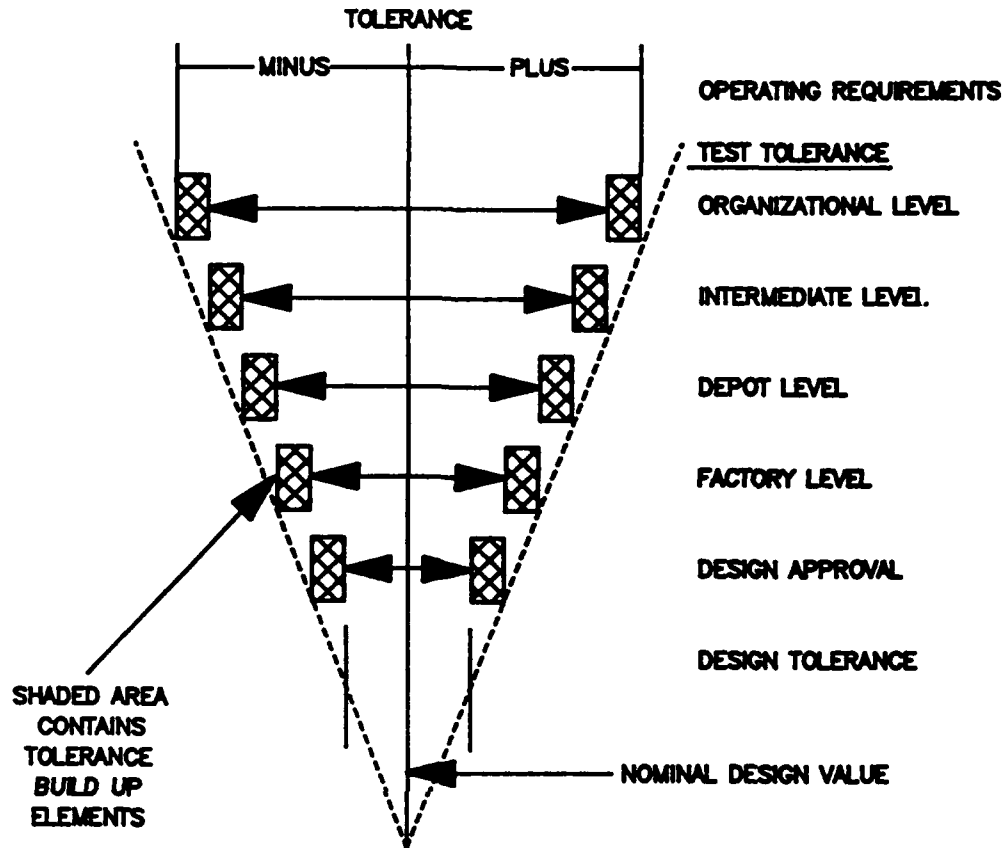 TOLERANCE
MINUS
PLUS
OPERATING REQUIREMENTS
TEST TOLERANCE
ORGANIZATIONAL LEVEL
INTERMEDIATE LEVEL.
DEPOT LEVEL
FACTORY LEVEL
DESIGN APPROVAL
DESIGN TOLERANCE
SHADED AREA
CONTAINS
TOLERANCE
BUILD UP
ELEMENTS
NOMINAL DESIGN VALUE